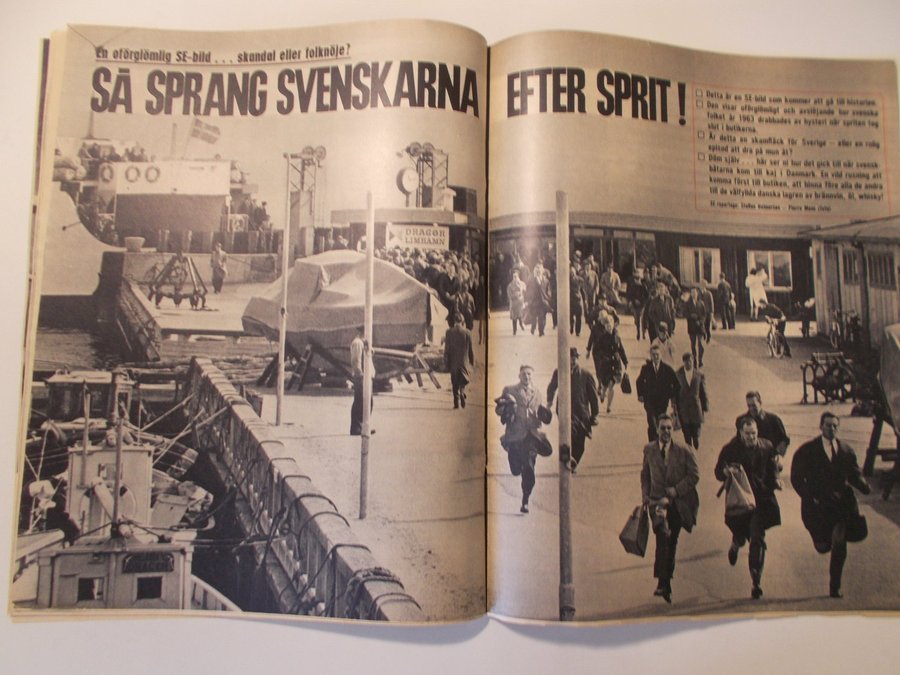 En oförglömlig SE-bild . . . skandal eller folknöje?
SÅ SPRANG SVENSKARNA EFTER SPRIT!
□ Detta är en SE-bild som kommer att gå till historien.
□ Den visar oförglömligt och avslöjande hur svenska
folket år 1963 drabbades av hysteri när spriten tog
slut i butikerna.
□ Är detta en skamfläck för Sverige — eller en rolig
episod att dra på mun åt?
□ Döm själv . . . här ser ni hur det gick till när svensk-
båtarna kom till kaj i Danmark. En vild rusning att
komma först till butiken, att hinna före alla de andra
till de välfyllda danska lagren av brännvin, öl, whisky!
SE-reportage:
DRAGØR
LIMHAMN